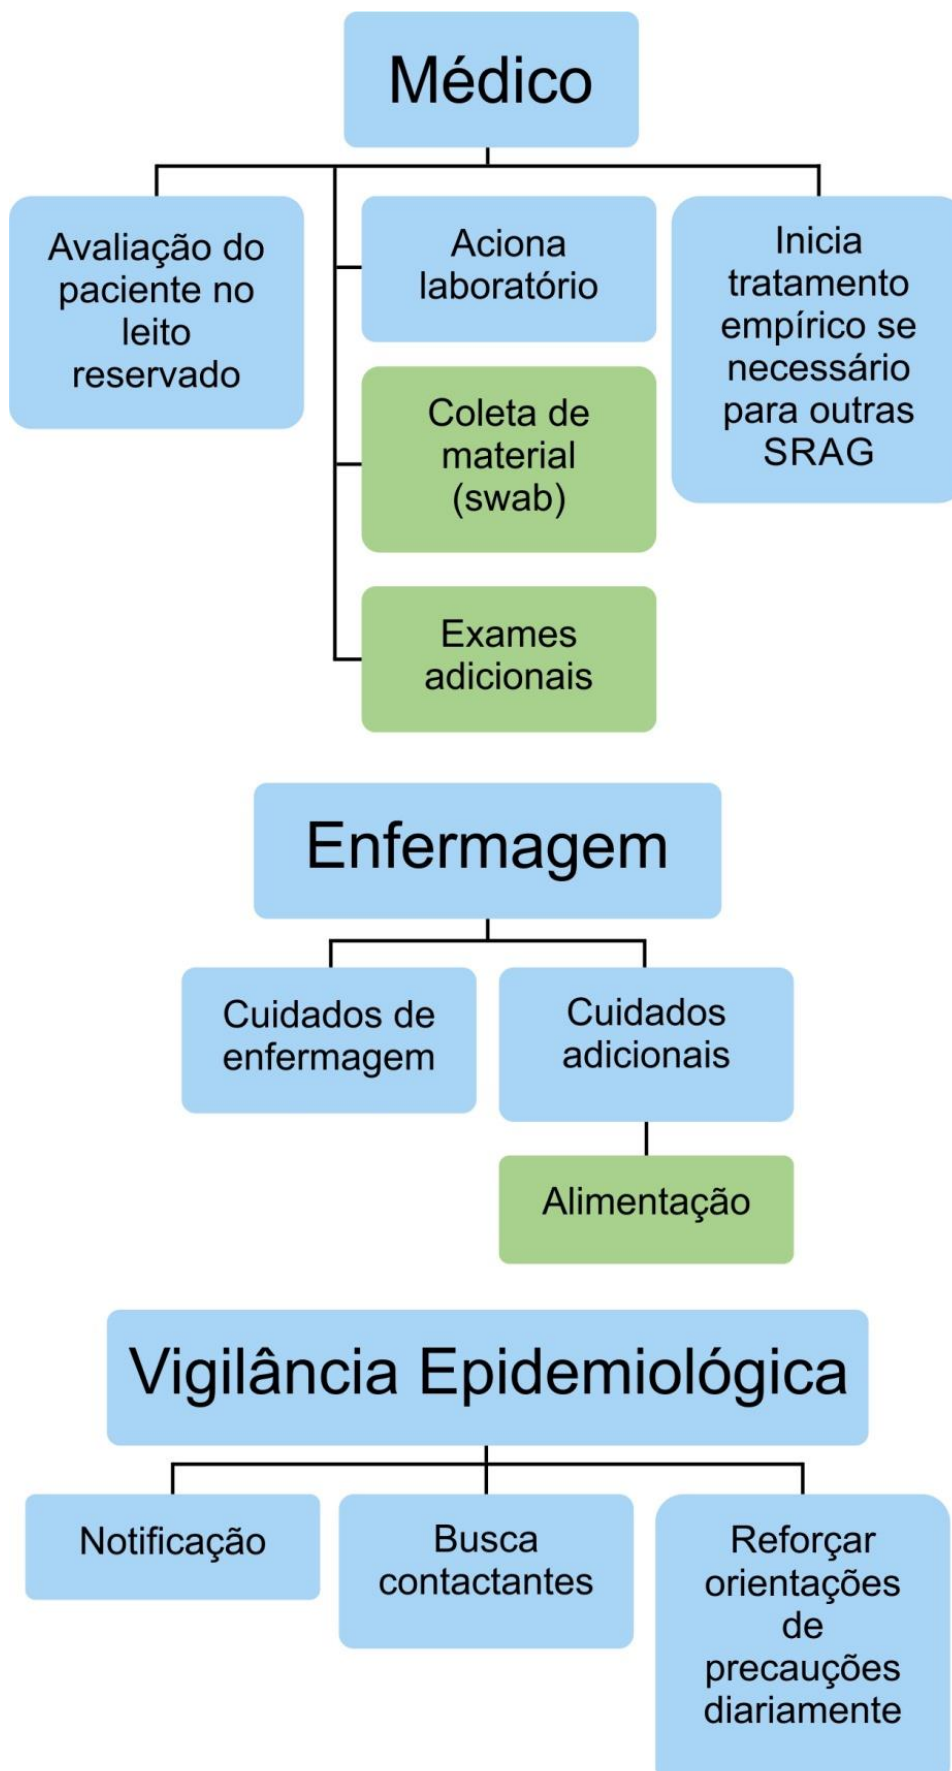 Médico
Avaliação do
paciente no
leito
reservado
Aciona
laboratório
Coleta de
material
(swab)
Exames
adicionais
Inicia
tratamento
empírico se
necessário
para outras
SRAG
Enfermagem
Cuidados de
enfermagem
Cuidados
adicionais
Alimentação
Vigilância Epidemiológica
Notificação
Busca
contactantes
Reforçar
orientações
de
precauções
diariamente